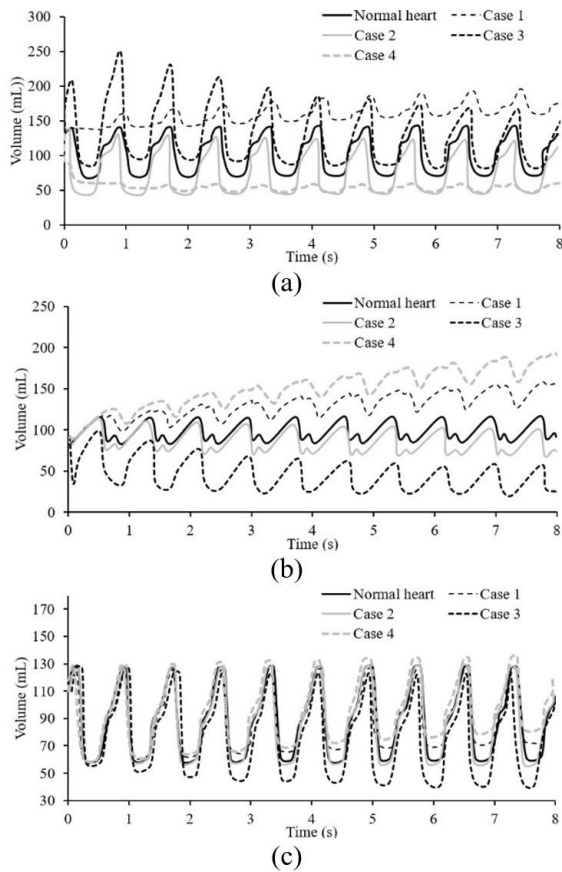 300
250
200
150
100
50
0
Volume (mL))
Normal heart
Case 1
Case 2
Case 3
Case 4
0 1 2 3 4 5 6 7 8
Time (s)
(a)
250
200
150
100
50
0
Volume (mL)
Normal heart
Case 1
Case 2
Case 3
Case 4
0 1 2 3 4 5 6 7 8
Time (s)
(b)
170
150
130
110
90
70
50
30
Volume (mL)
Normal heart
Case 1
Case 2
Case 3
Case 4
0 1 2 3 4 5 6 7 8
Time (s)
(c)